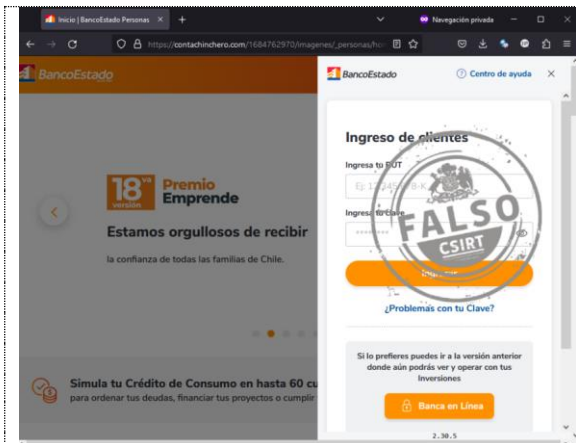 Inicio | BancoEstado Personas
Navegación privada
https://contachinchero.com/1684762970/imagenes/_personas/ho
BancoEstado
18va
versión
Premio
Emprende
Estamos orgullosos de recibir
la confianza de todas las familias de Chile.
Simula tu Crédito de Consumo en hasta 60 cu
para ordenar tus deudas, financiar tus proyectos o cumplir
BancoEstado
Centro de ayuda
Ingreso de clientes
Ingresa tu RUT
Ingresa tu clave
FALSO
CSIRT
¿Problemas con tu Clave?
Si lo prefieres puedes ir a la versión anterior
donde aún podrás ver y operar con tus
Inversiones
Banca en Línea
2.30.5